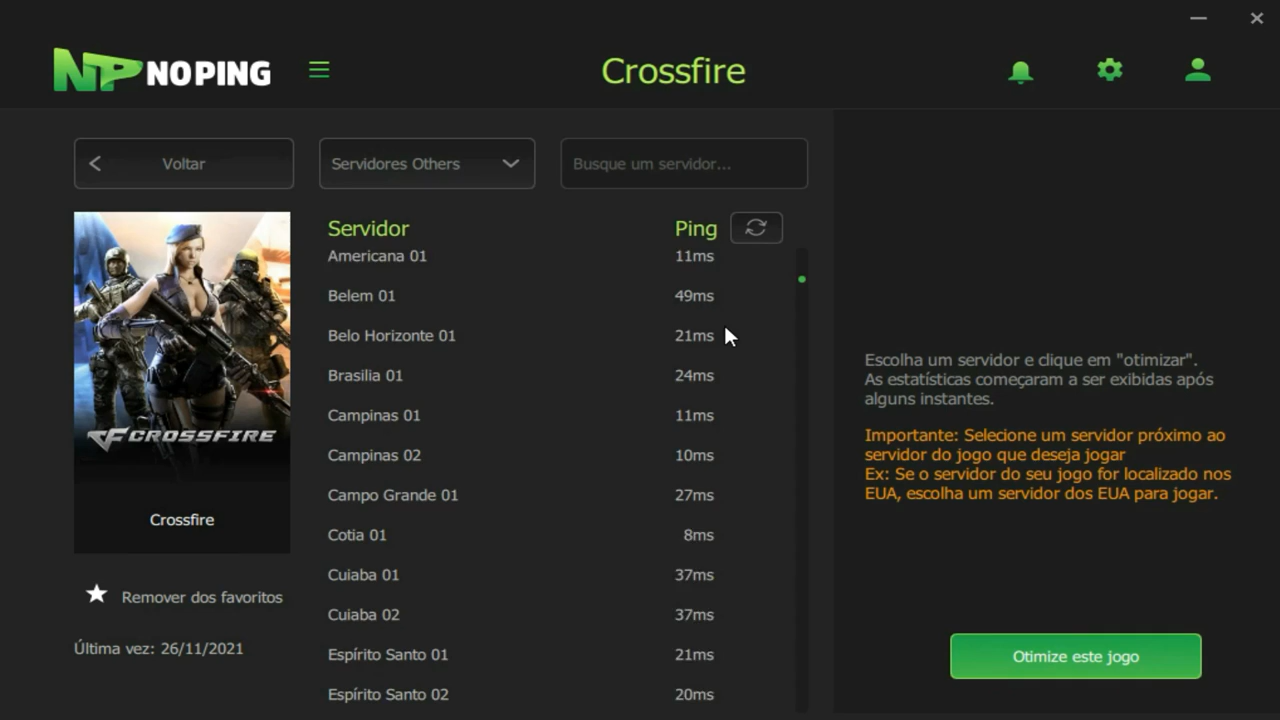 NP NOPING
Crossfire
Voltar
Servidores Others
Busque um servidor...
Servidor Ping
Americana 01 11ms
Belem 01 49ms
Belo Horizonte 01 21ms
Brasilia 01 24ms
Campinas 01 11ms
Campinas 02 10ms
Campo Grande 01 27ms
Cotia 01 8ms
Cuiaba 01 37ms
Cuiaba 02 37ms
Espírito Santo 01 21ms
Espírito Santo 02 20ms
CF CROSSFIRE
Crossfire
Remover dos favoritos
Última vez: 26/11/2021
Escolha um servidor e clique em "otimizar".
As estatísticas começaram a ser exibidas após
alguns instantes.
Importante: Selecione um servidor próximo ao
servidor do jogo que deseja jogar
Ex: Se o servidor do seu jogo for localizado nos
EUA, escolha um servidor dos EUA para jogar.
Otimize este jogo